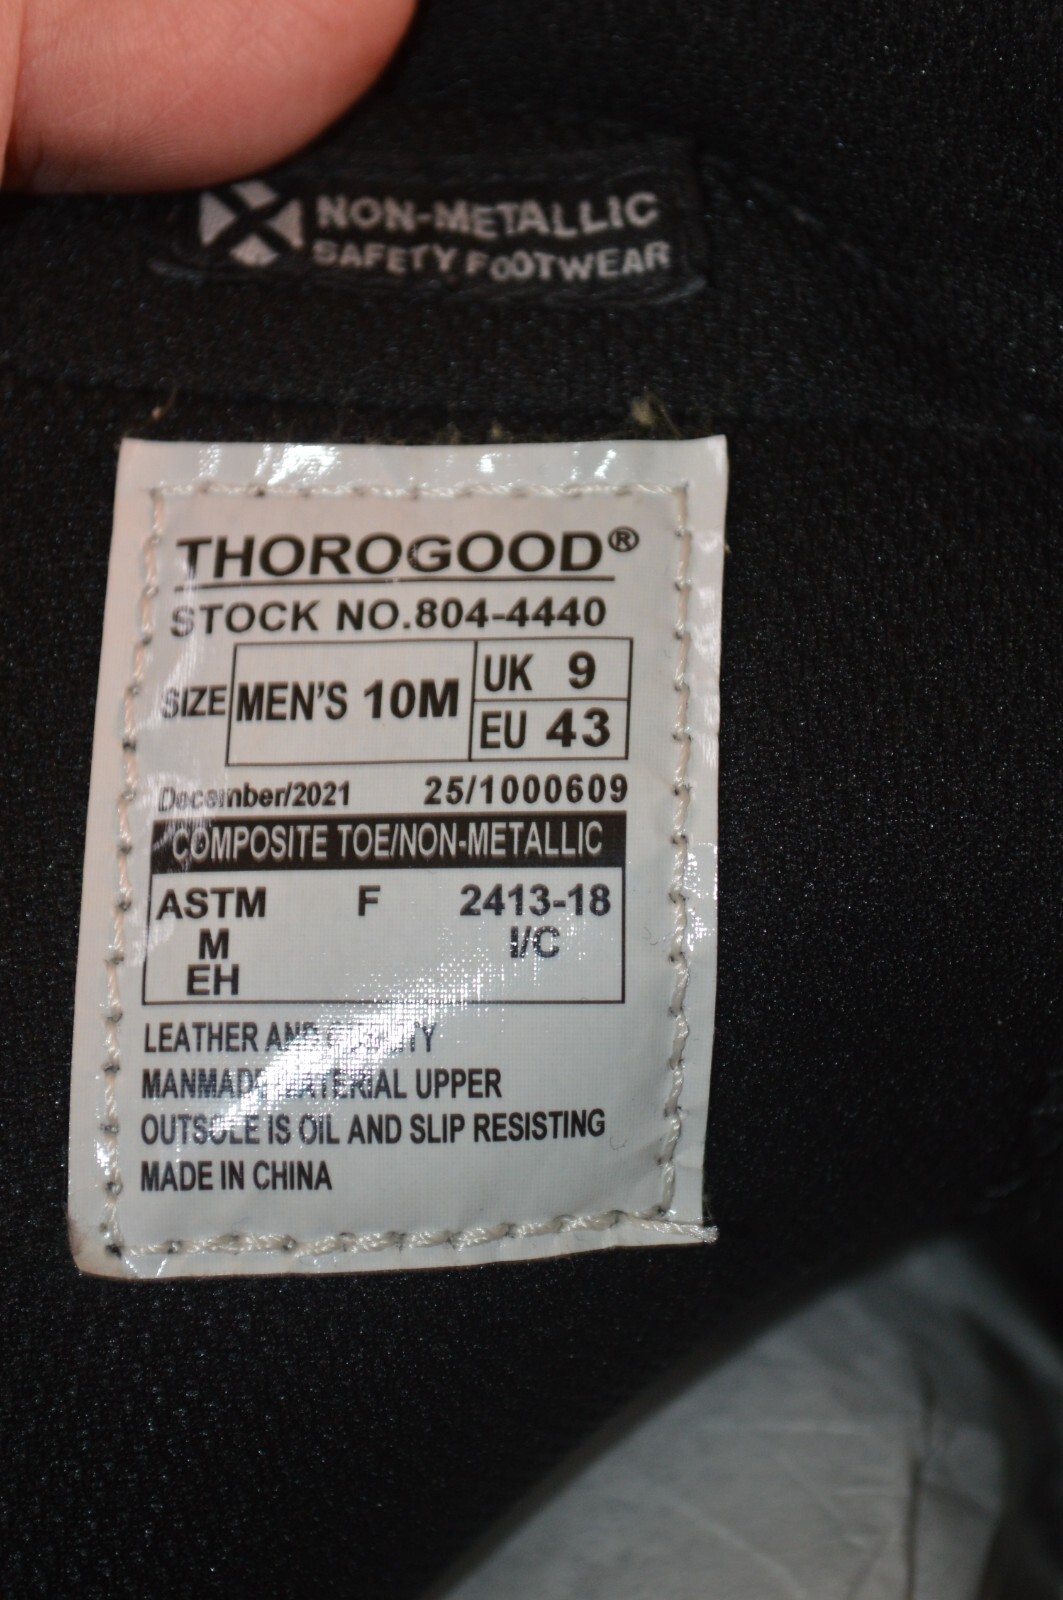 NON-METALLIC
SAFETY FOOTWEAR
THOROGOOD®
STOCK NO.804-4440
SIZE MEN'S 10M UK 9
EU 43
December/2021 25/1000609
COMPOSITE TOE/NON-METALLIC
ASTM F 2413-18
M I/C
EH
LEATHER AND
MANMADE MATERIAL UPPER
OUTSOLE IS OIL AND SLIP RESISTING
MADE IN CHINA